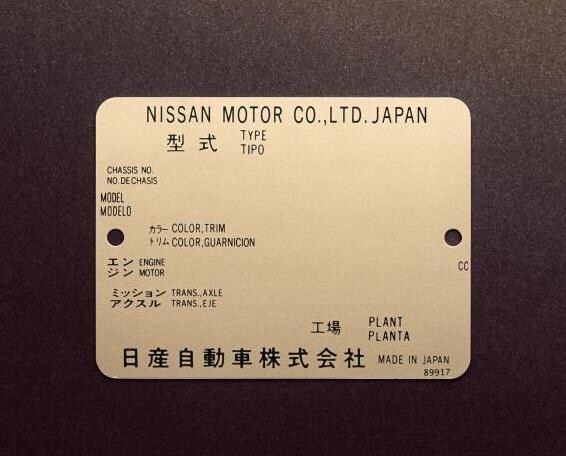 NISSAN MOTOR CO.,LTD. JAPAN
型式 TYPE
TIPO
CHASSIS NO.
NO. DE CHASIS
MODEL
MODELO
カラー COLOR,TRIM
トリム COLOR,GUARNICION
エン ENGINE
ジン MOTOR
CC
ミッション TRANS.,AXLE
アクスル TRANS.,EJE
工場 PLANT
PLANTA
日産自動車株式会社 MADE IN JAPAN
89917